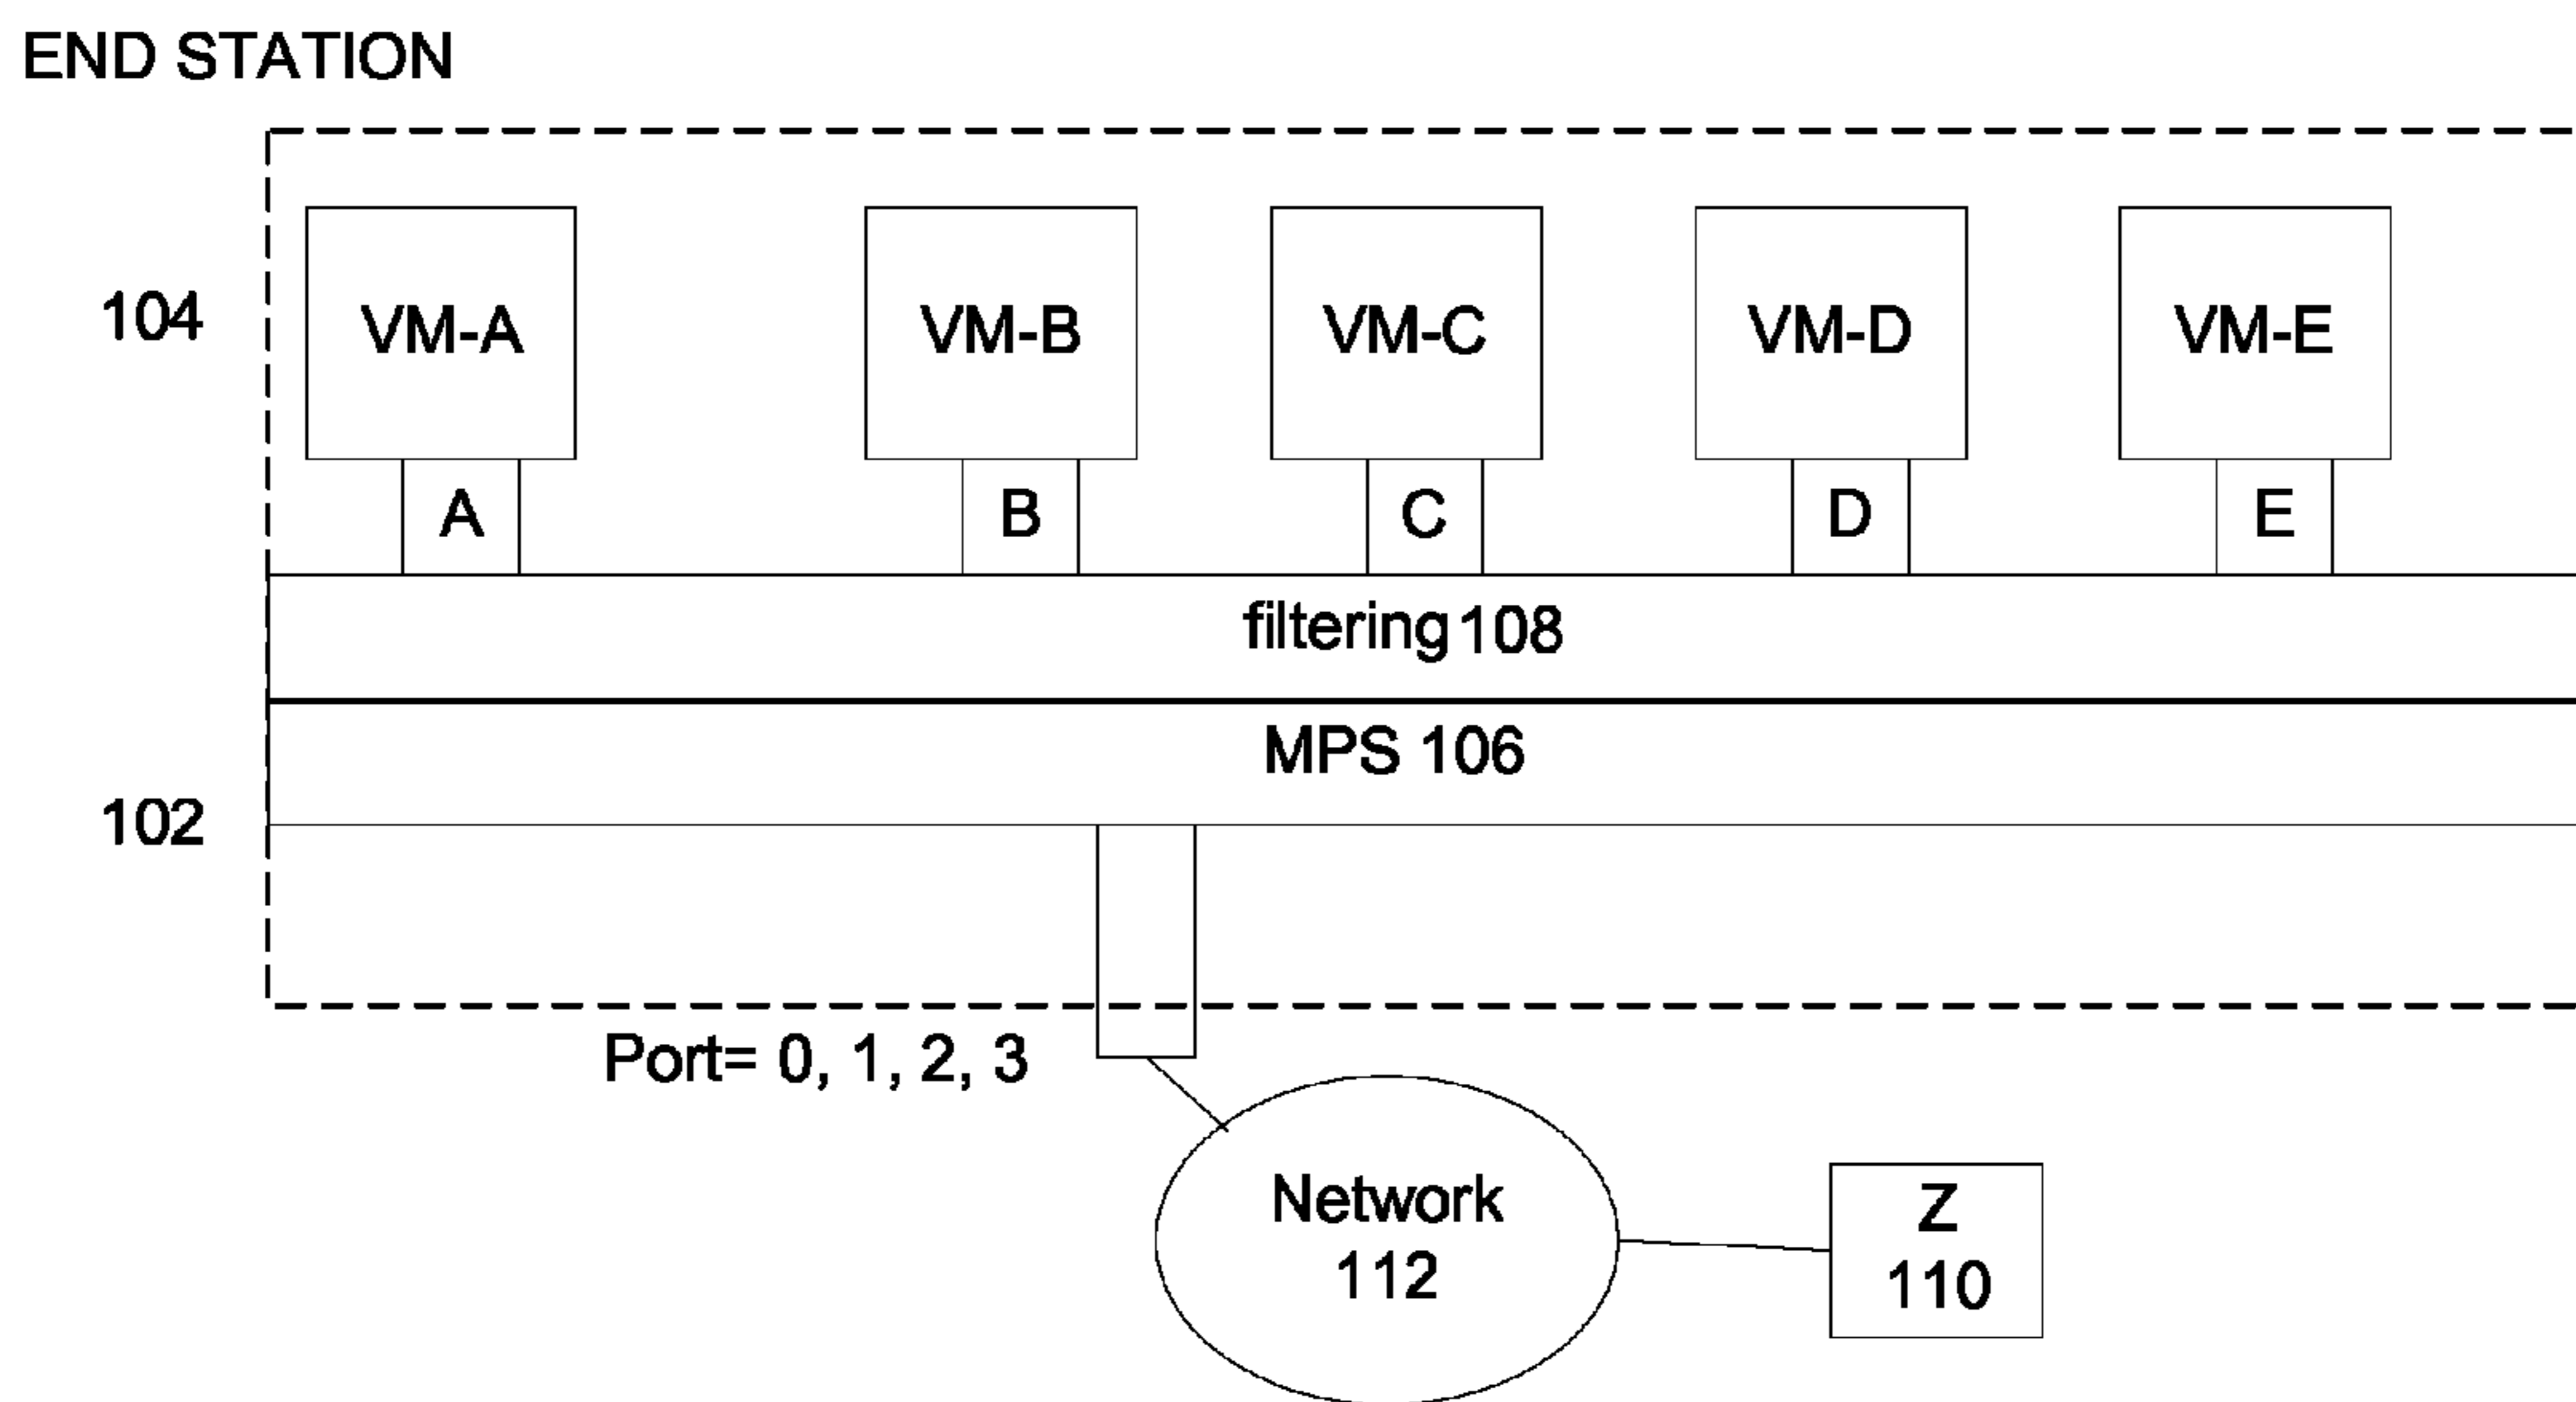 END STATION
104
VM-A
VM-B
VM-C
VM-D
VM-E
A
B
C
D
E
filtering 108
MPS 106
102
Port= 0, 1, 2, 3
Network
112
Z
110